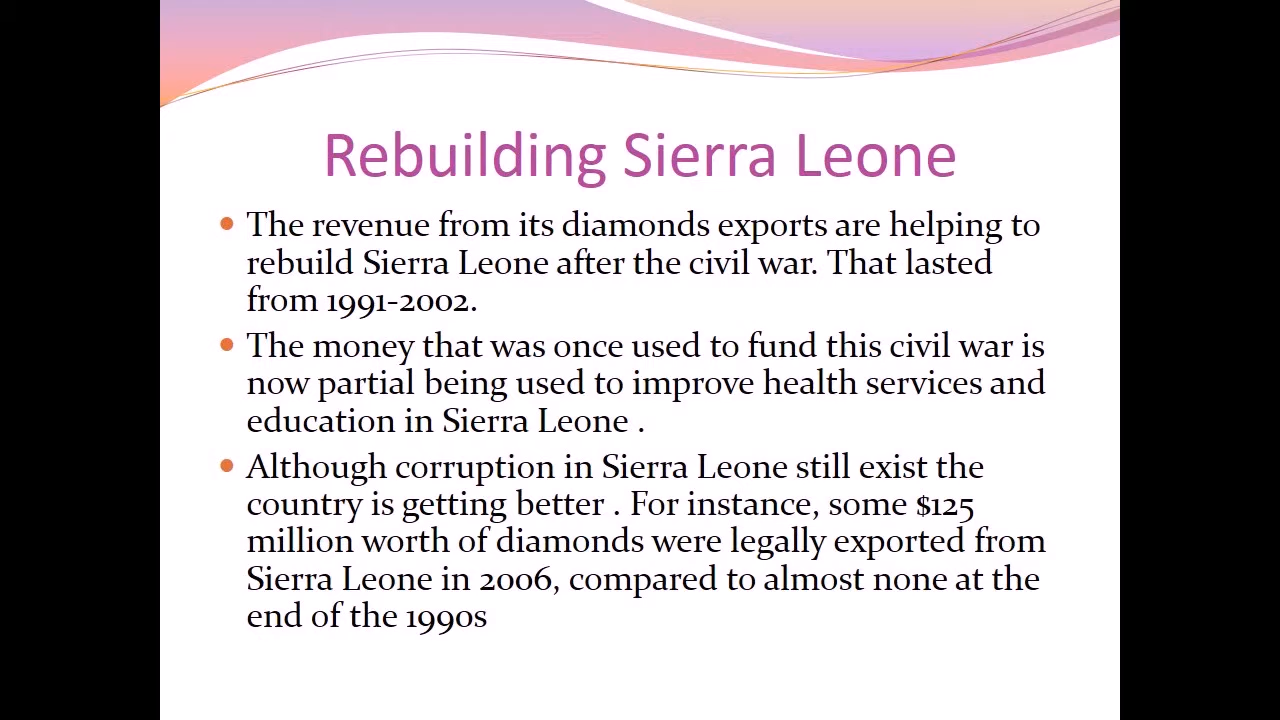 Rebuilding Sierra Leone
• The revenue from its diamonds exports are helping to
rebuild Sierra Leone after the civil war. That lasted
from 1991-2002.
• The money that was once used to fund this civil war is
now partial being used to improve health services and
education in Sierra Leone .
• Although corruption in Sierra Leone still exist the
country is getting better . For instance, some $125
million worth of diamonds were legally exported from
Sierra Leone in 2006, compared to almost none at the
end of the 1990s